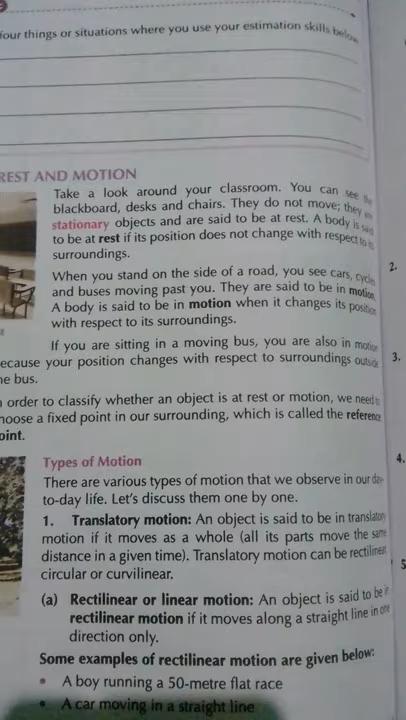 four things or situations where you use your estimation skills below
REST AND MOTION
Take a look around your classroom. You can see the
blackboard, desks and chairs. They do not move; they are
stationary objects and are said to be at rest. A body is said
to be at rest if its position does not change with respect to its
surroundings.
When you stand on the side of a road, you see cars, cycles
and buses moving past you. They are said to be in motion.
A body is said to be in motion when it changes its position
with respect to its surroundings.
If you are sitting in a moving bus, you are also in motion
ecause your position changes with respect to surroundings outside
he bus.
order to classify whether an object is at rest or motion, we need to
hoose a fixed point in our surrounding, which is called the reference
oint.
Types of Motion
There are various types of motion that we observe in our day-
to-day life. Let's discuss them one by one.
1. Translatory motion: An object is said to be in translatory
motion if it moves as a whole (all its parts move the same
distance in a given time). Translatory motion can be rectilinear,
circular or curvilinear.
(a) Rectilinear or linear motion: An object is said to be in
rectilinear motion if it moves along a straight line in one
direction only.
Some examples of rectilinear motion are given below:
• A boy running a 50-metre flat race
• A car moving in a straight line
2.
3.
4.
5